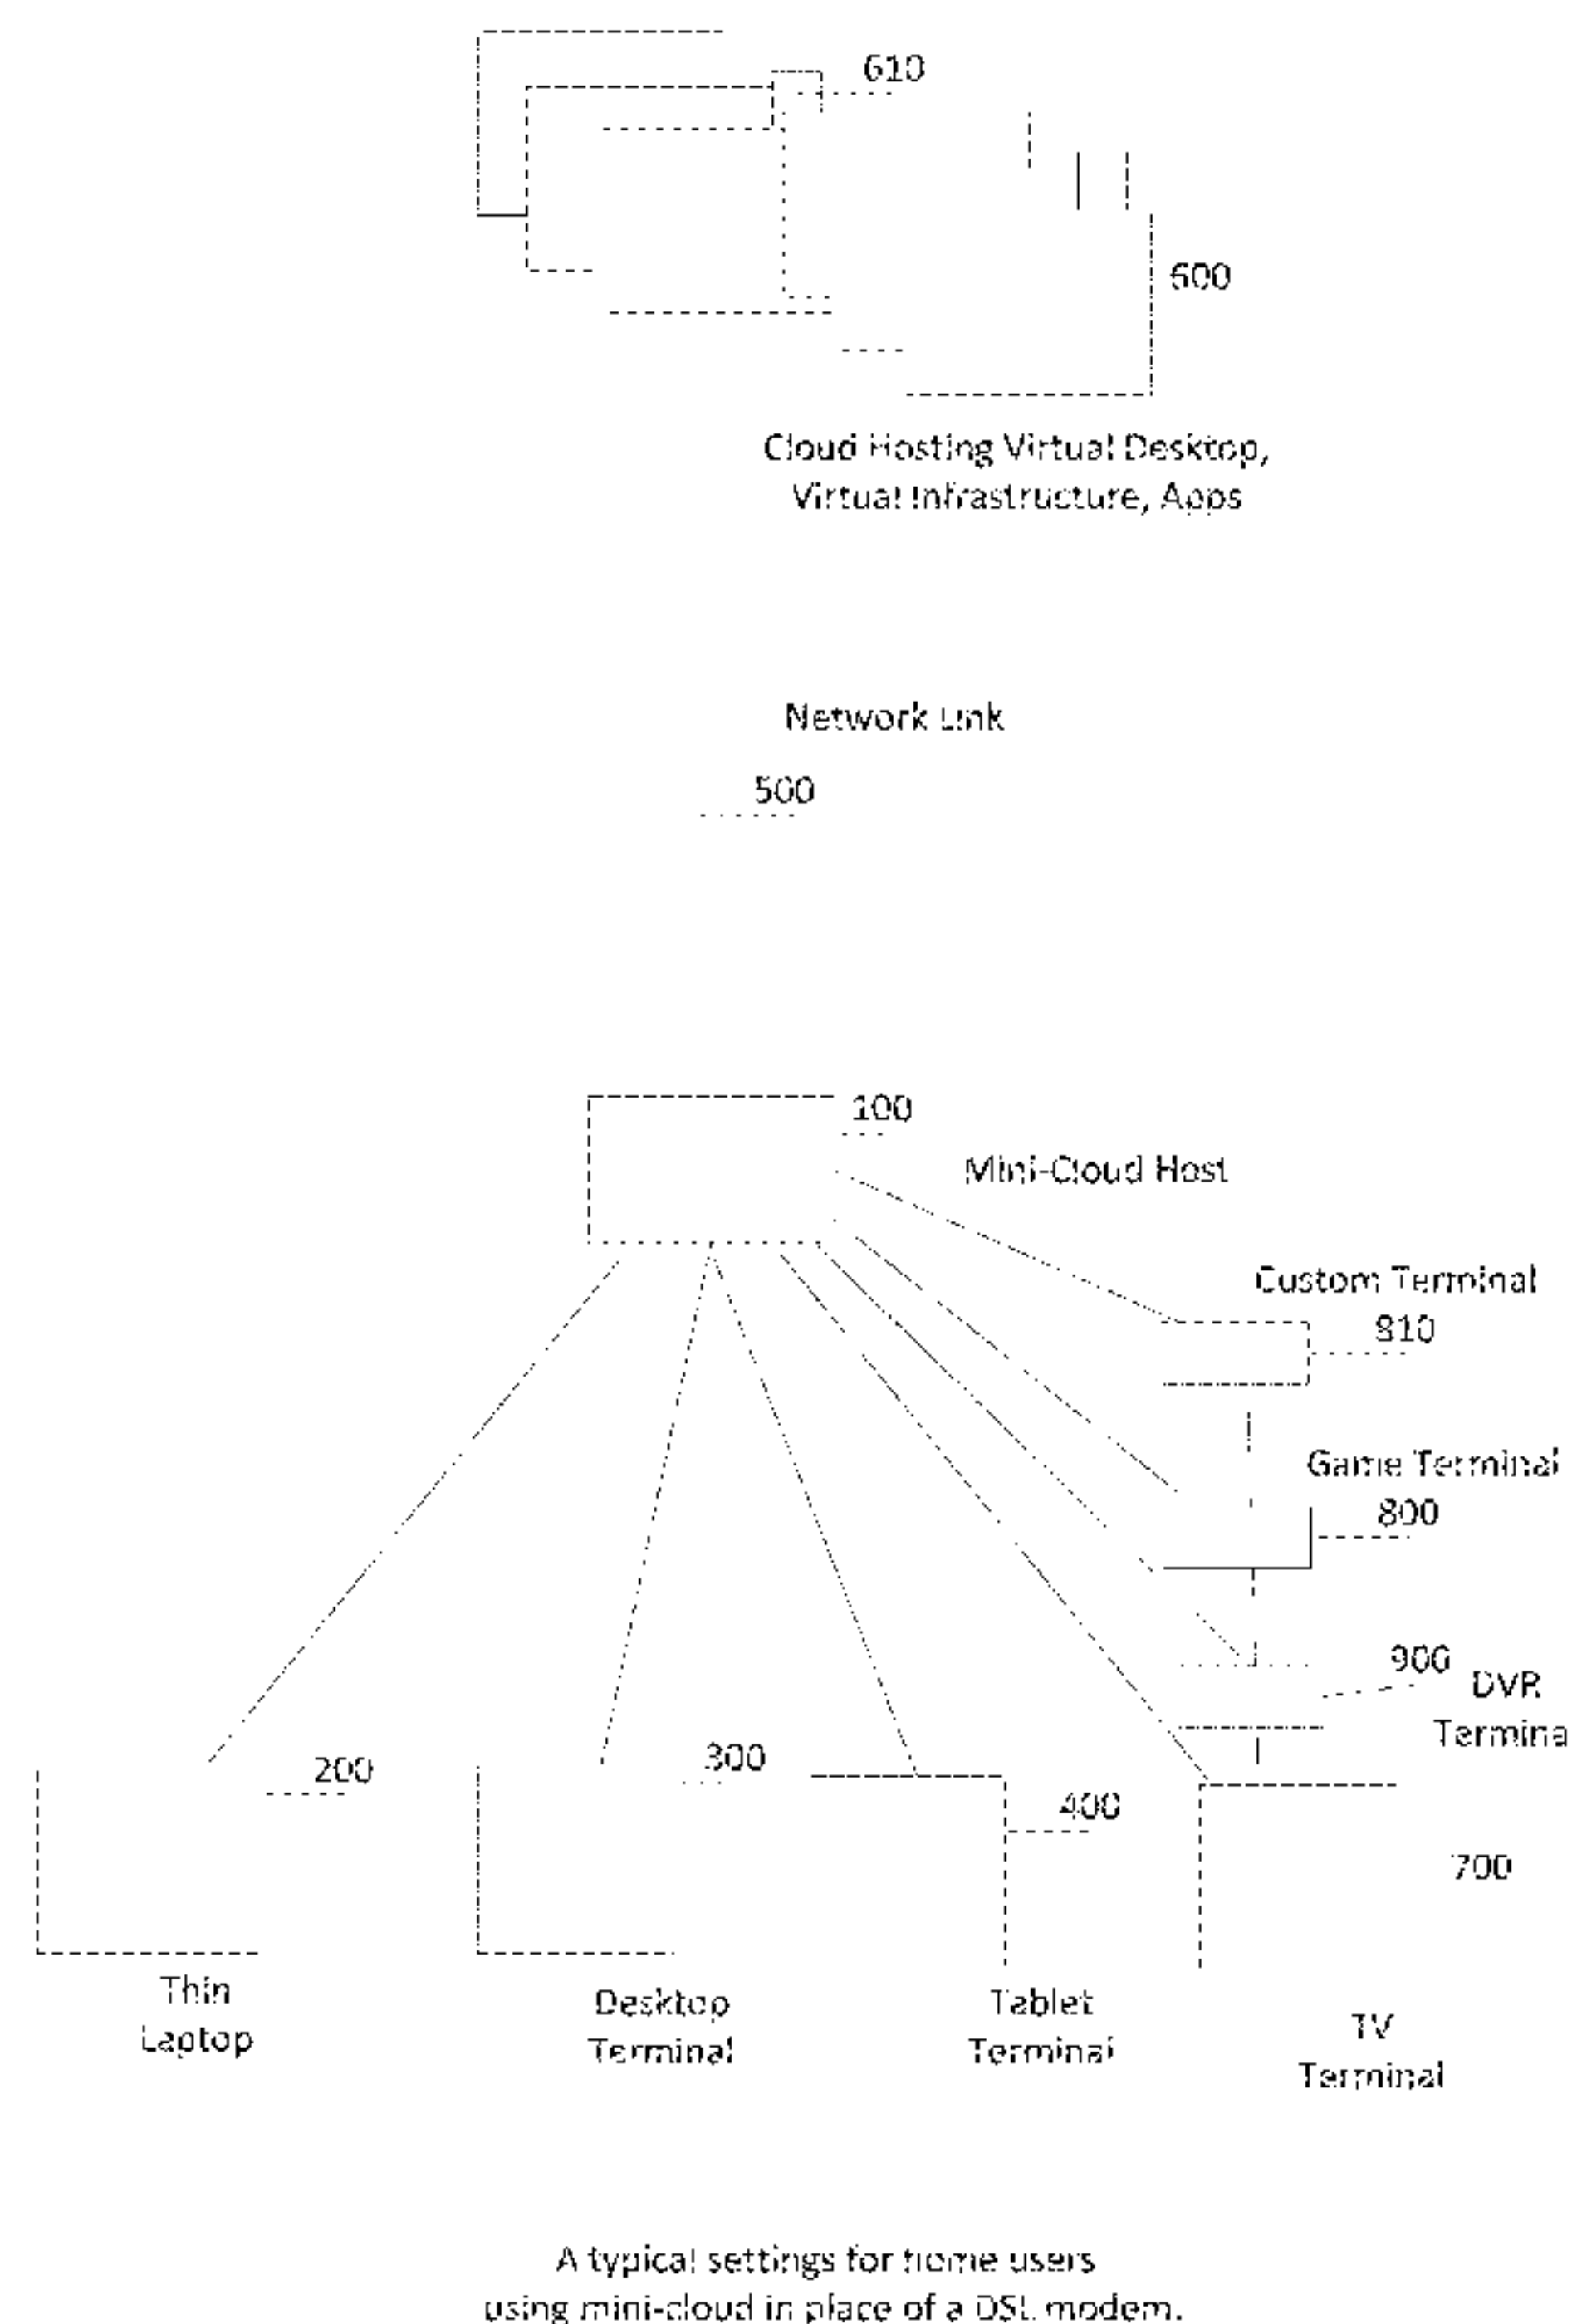 610
600
Cloud Hosting Virtual Desktop,
Virtual Infrastructure, Apps
Network Link
500
100
Mini-Cloud Host
Custom Terminal
810
Game Terminal
800
900
DVR
Termina
200
300
400
700
Thin
Laptop
Desktop
Terminal
Tablet
Terminal
TV
Terminal
A typical settings for home users
using mini-cloud in place of a DSL modem.